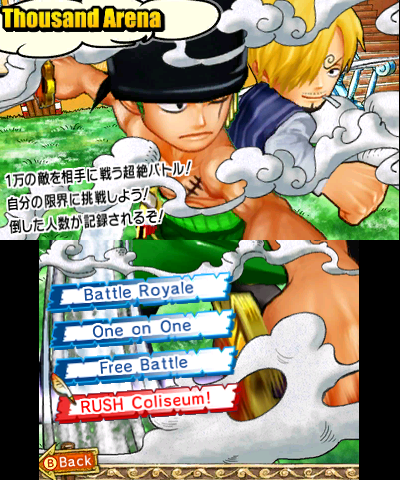 Thousand Arena
1万の敵を相手に戦う超絶バトル!
自分の限界に挑戦しよう!
倒した人数が記録されるぞ!
Battle Royale
One on One
Free Battle
RUSH Coliseum!
B Back